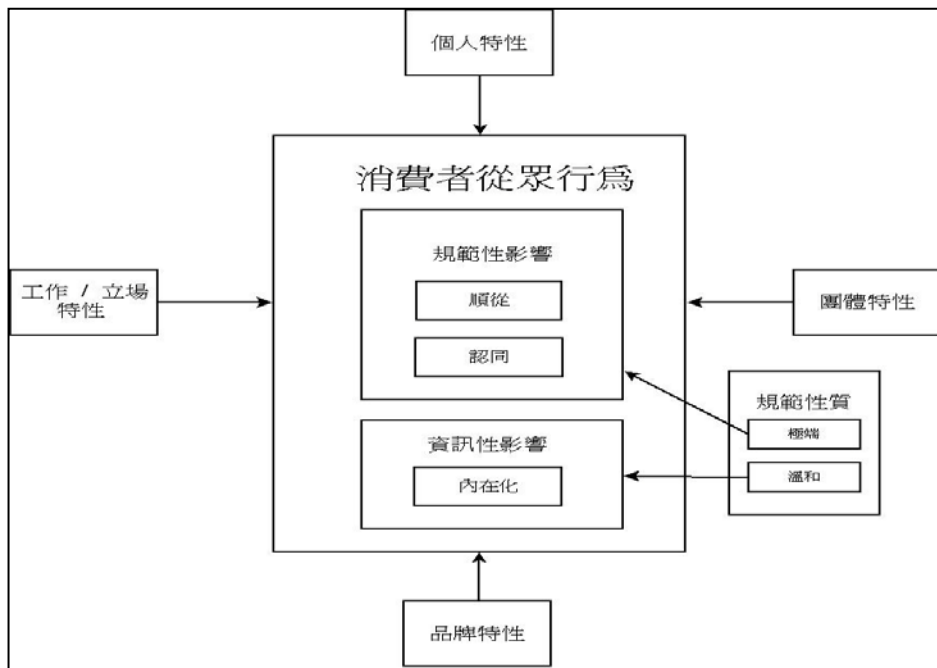 個人特性
消費者從眾行為
規範性影響
順從
認同
工作 / 立場
特性
團體特性
規範性質
極端
溫和
資訊性影響
內在化
品牌特性